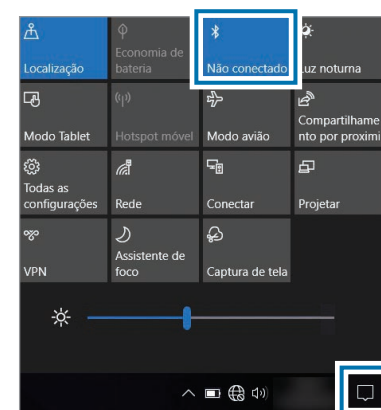 Localização
Economia de
bateria
Não conectado
Luz noturna
Modo Tablet
Hotspot móvel
Modo avião
Compartilhame
nto por proximi
Todas as
configurações
Rede
Conectar
Projetar
VPN
Assistente de
foco
Captura de tela